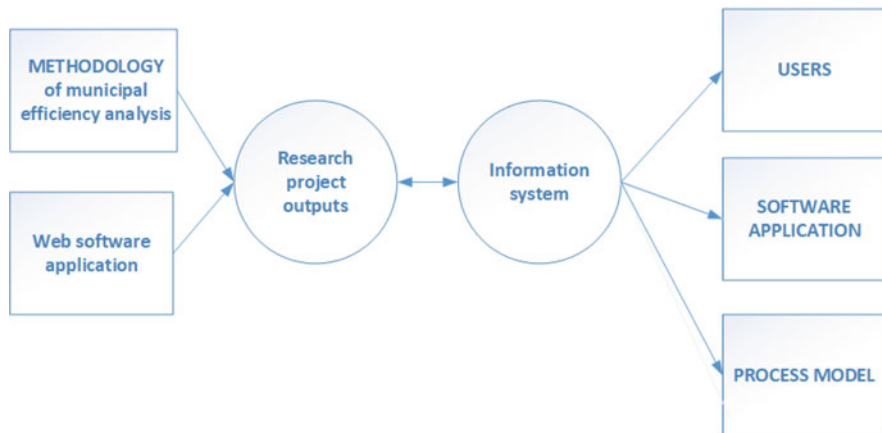 METHODOLOGY
of municipal
efficiency analysis
Web software
application
Research
project
outputs
Information
system
USERS
SOFTWARE
APPLICATION
PROCESS MODEL